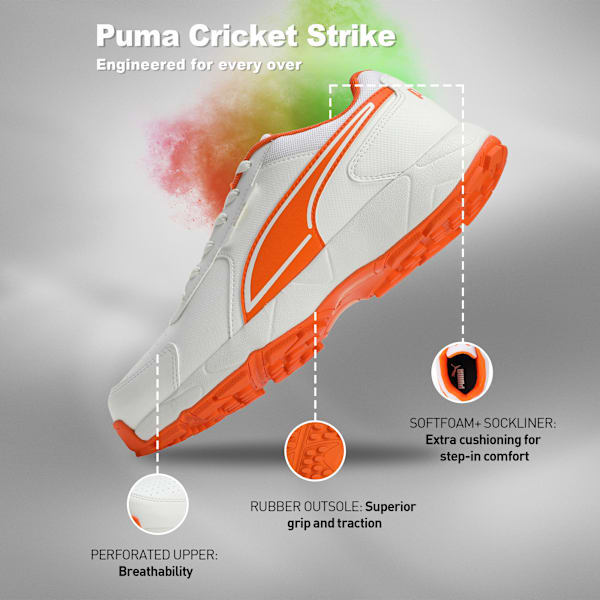 Puma Cricket Strike
Engineered for every over
PUMA
SOFTFOAM+ SOCKLINER:
Extra cushioning for
step-in comfort
RUBBER OUTSOLE: Superior
grip and traction
PERFORATED UPPER:
Breathability